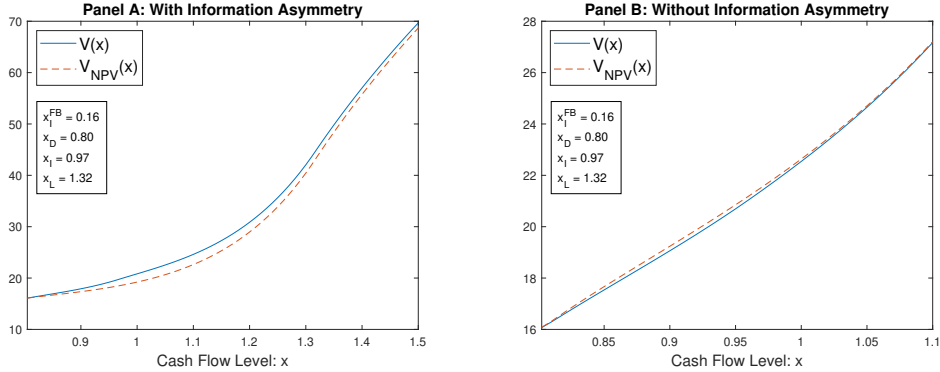 Panel A: With Information Asymmetry
V(x)
V_NPV(x)
x_I^FB = 0.16
x_D = 0.80
x_I = 0.97
x_L = 1.32
70
60
50
40
30
20
10
0.9 1 1.1 1.2 1.3 1.4 1.5
Cash Flow Level: x
Panel B: Without Information Asymmetry
V(x)
V_NPV(x)
x_I^FB = 0.16
x_D = 0.80
x_I = 0.97
x_L = 1.32
28
26
24
22
20
18
16
0.85 0.9 0.95 1 1.05 1.1
Cash Flow Level: x